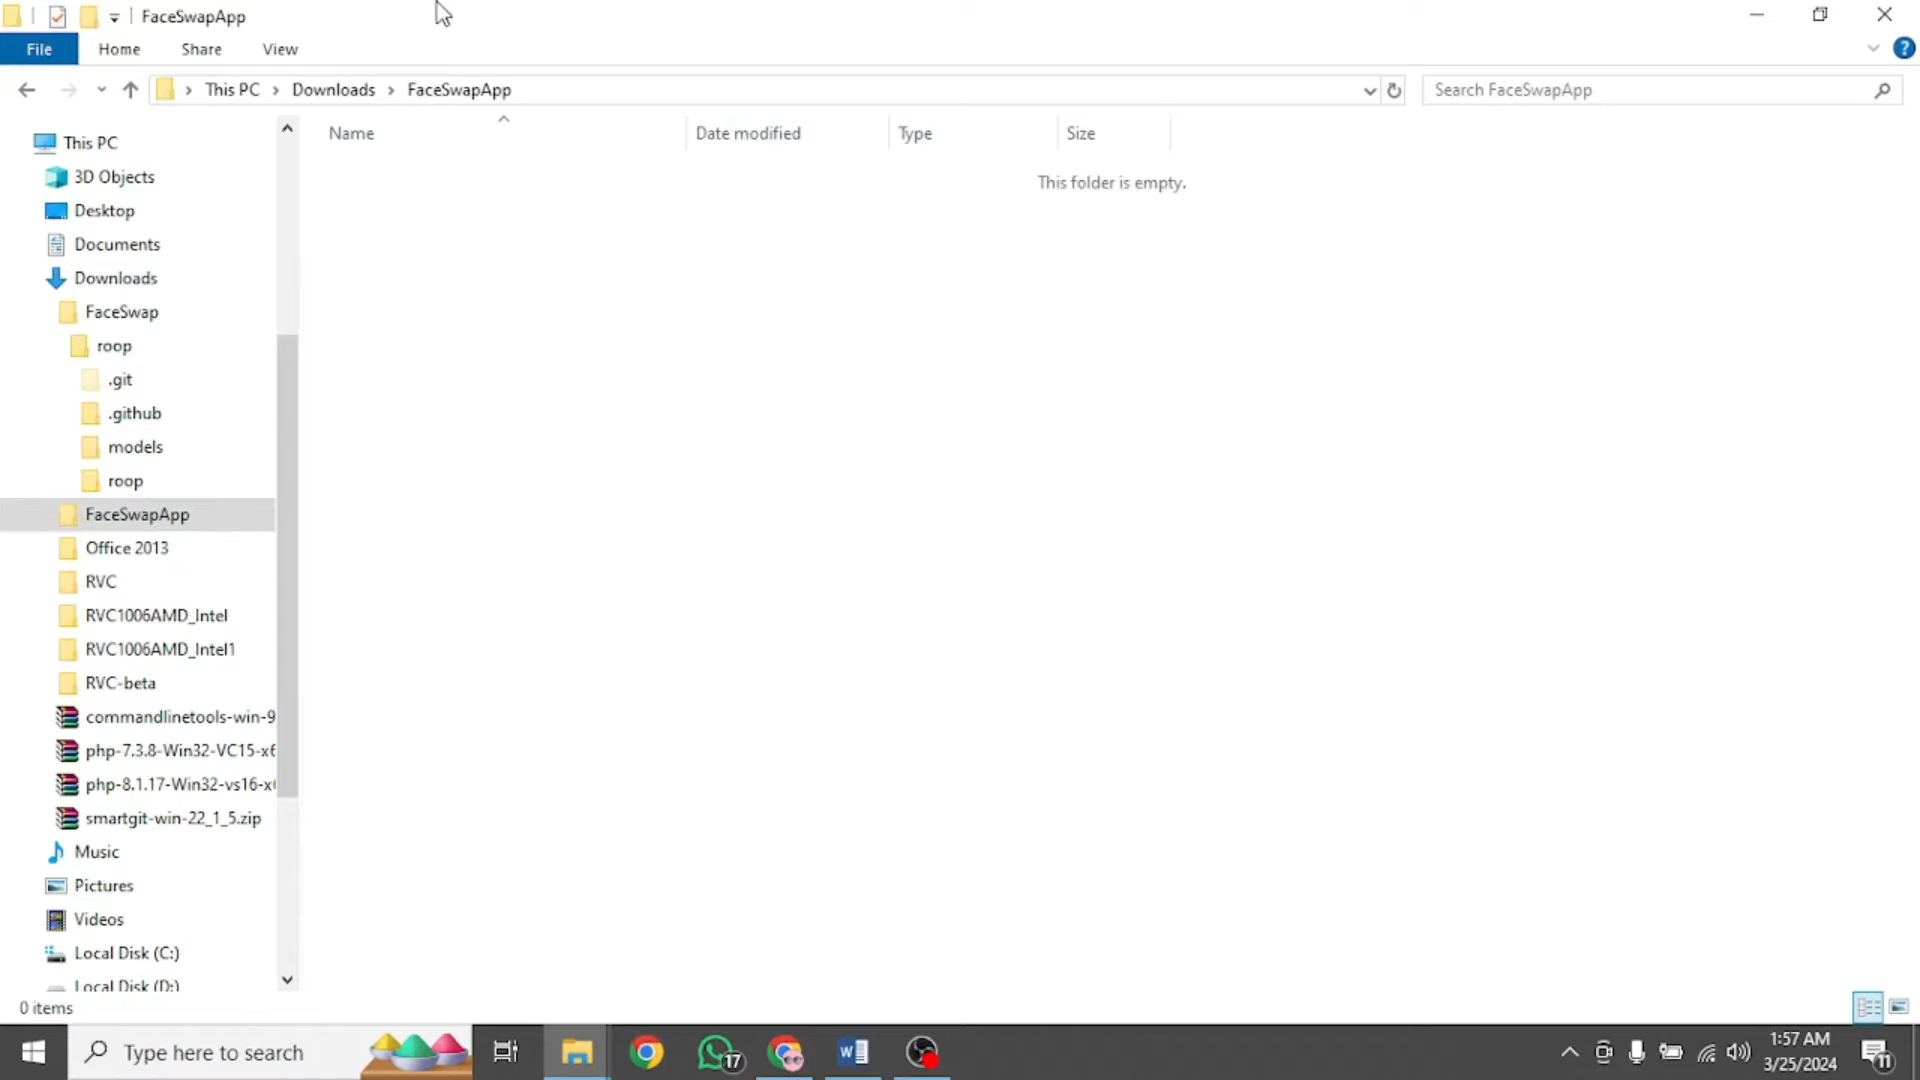 FaceSwapApp
File Home Share View
This PC Downloads FaceSwapApp
Search FaceSwapApp
Name Date modified Type Size
This folder is empty.
This PC
3D Objects
Desktop
Documents
Downloads
FaceSwap
roop
.git
.github
models
roop
FaceSwapApp
Office 2013
RVC
RVC1006AMD_Intel
RVC1006AMD_Intel1
RVC-beta
commandlinetools-win-9
php-7.3.8-Win32-VC15-x6
php-8.1.17-Win32-vs16-x
smartgit-win-22_1_5.zip
Music
Pictures
Videos
Local Disk (C:)
Local Disk (D:)
0 items
Type here to search
17
1:57 AM
3/25/2024
11